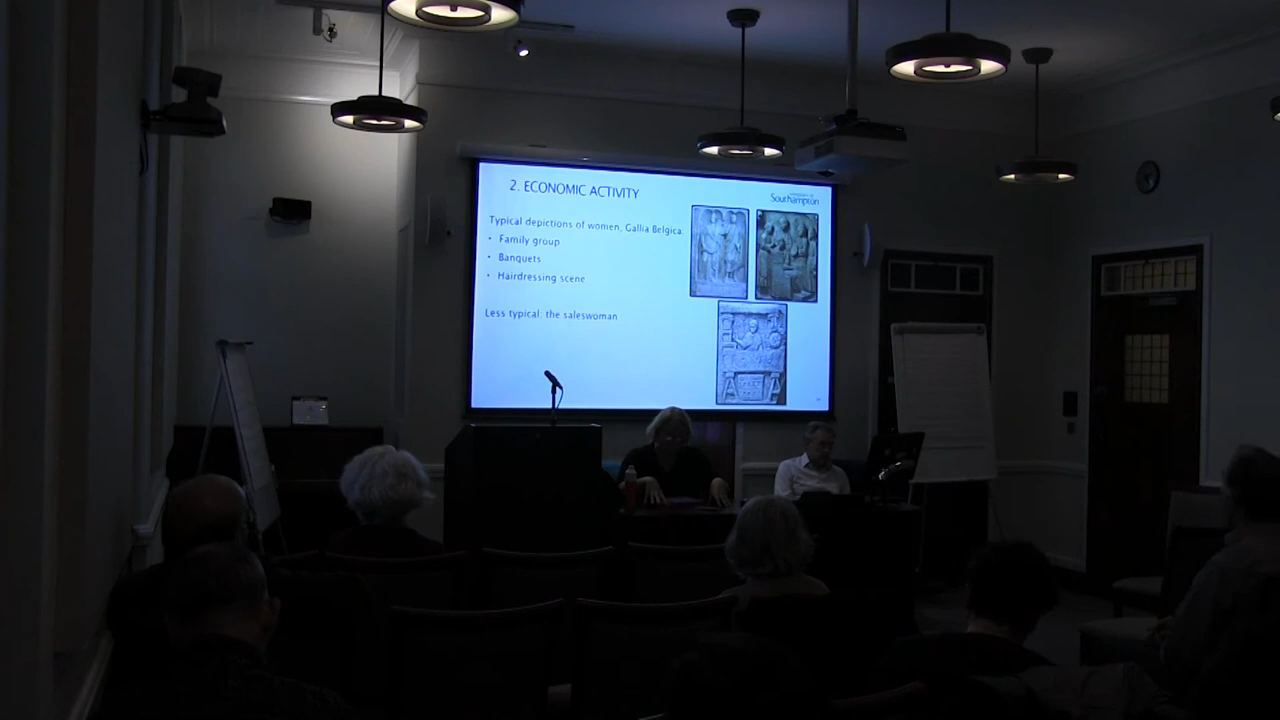 2. ECONOMIC ACTIVITY
Southampton
Typical depictions of women, Gallia Belgica:
• Family group
• Banquets
• Hairdressing scene
Less typical: the saleswoman